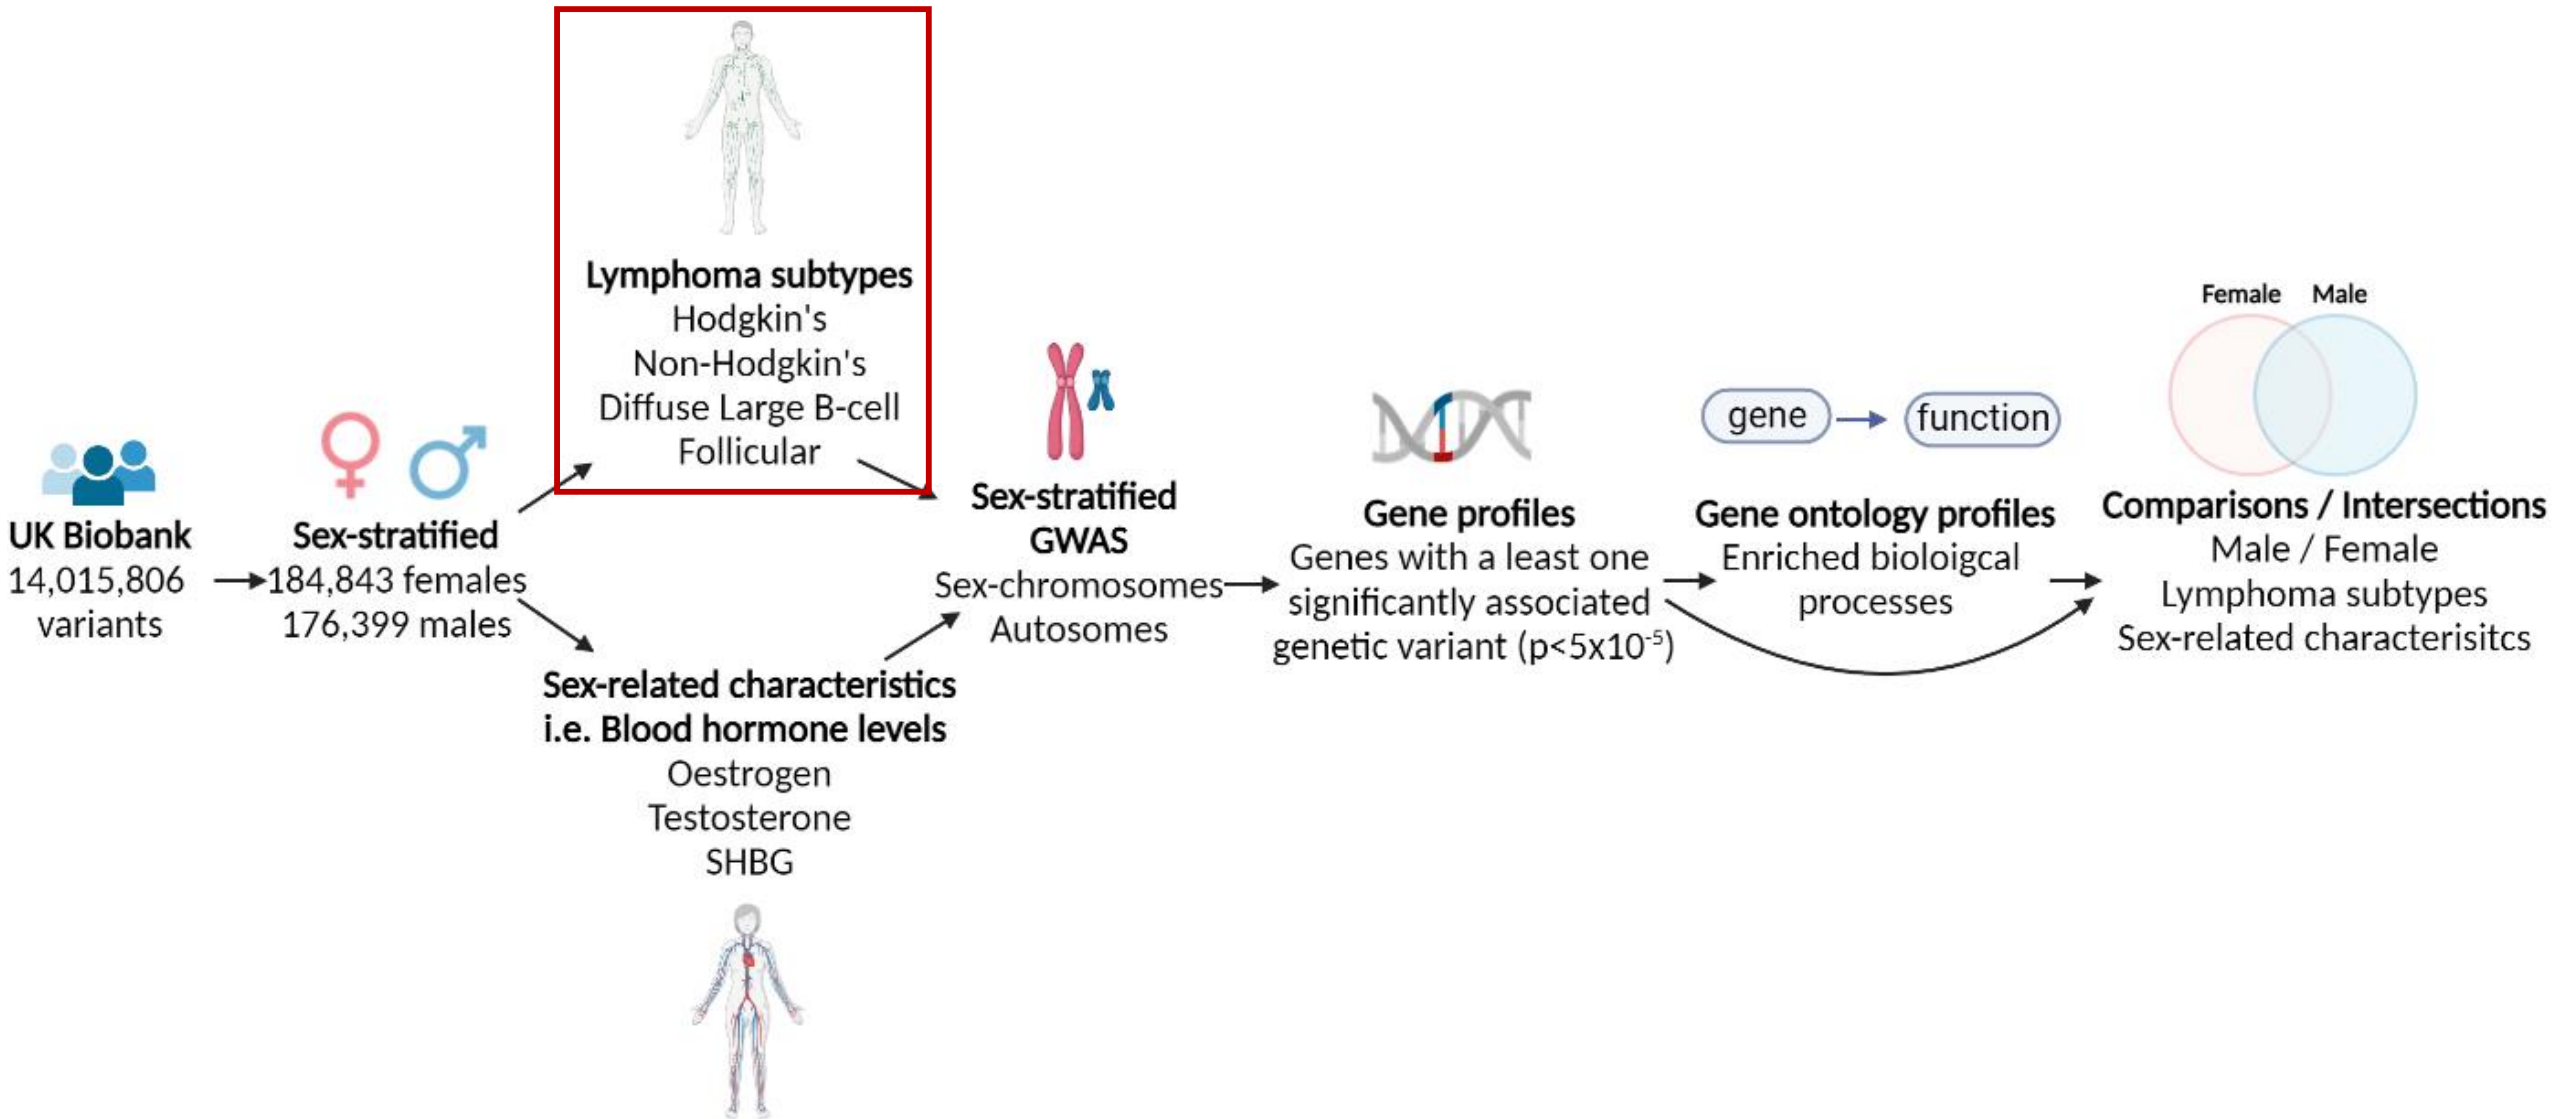 UK Biobank
14,015,806
variants
Sex-stratified
184,843 females
176,399 males
Lymphoma subtypes
Hodgkin's
Non-Hodgkin's
Diffuse Large B-cell
Follicular
Sex-related characteristics
i.e. Blood hormone levels
Oestrogen
Testosterone
SHBG
Sex-stratified
GWAS
Sex-chromosomes
Autosomes
Gene profiles
Genes with a least one
significantly associated
genetic variant (p<5x10⁻⁵)
gene
function
Gene ontology profiles
Enriched bioloigcal
processes
Female Male
Comparisons / Intersections
Male / Female
Lymphoma subtypes
Sex-related characterisitcs